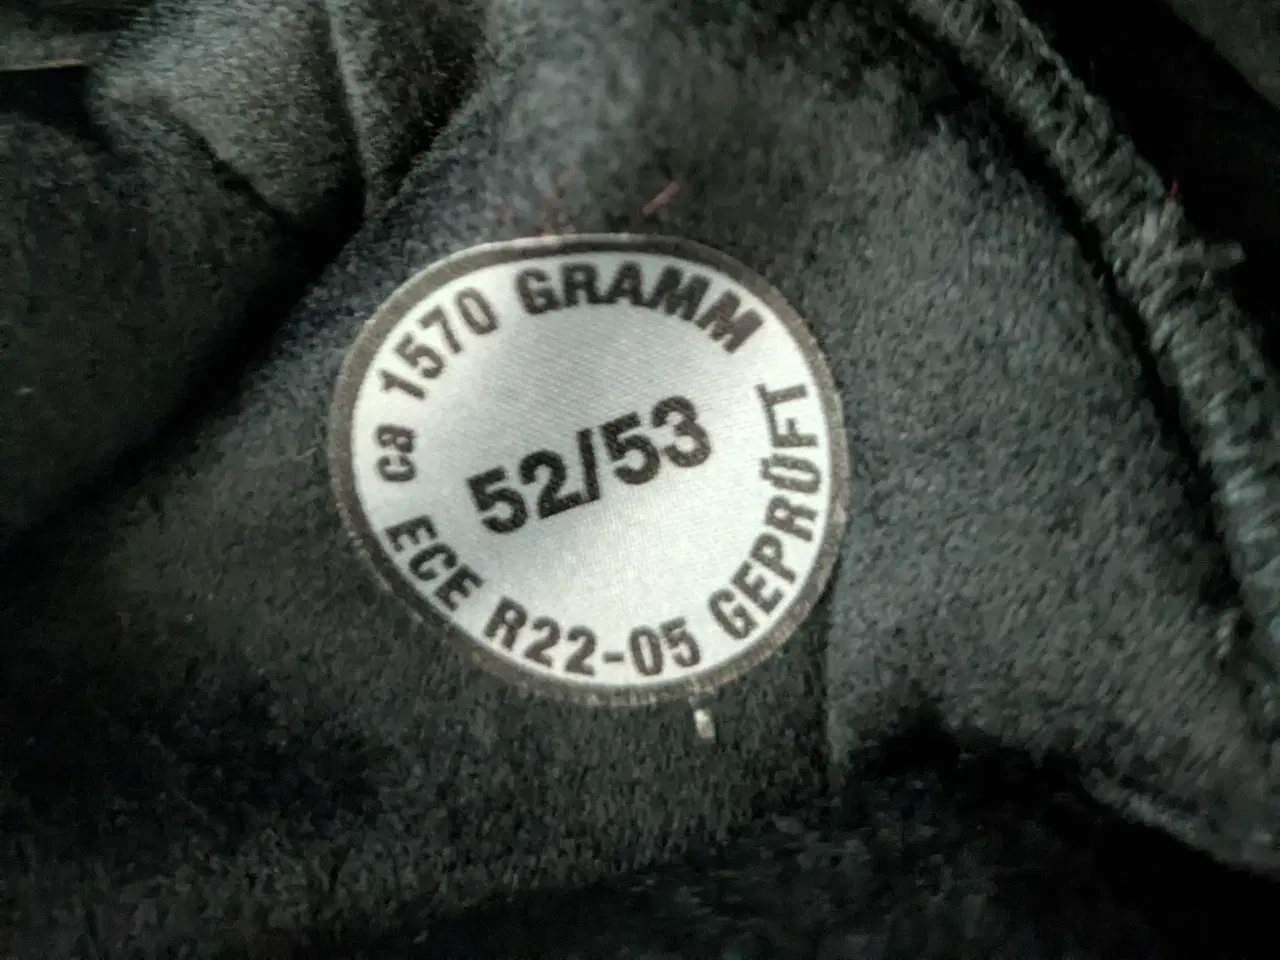 ca 1570 GRAMM
52/53
ECE R22-05 GEPRÜFT